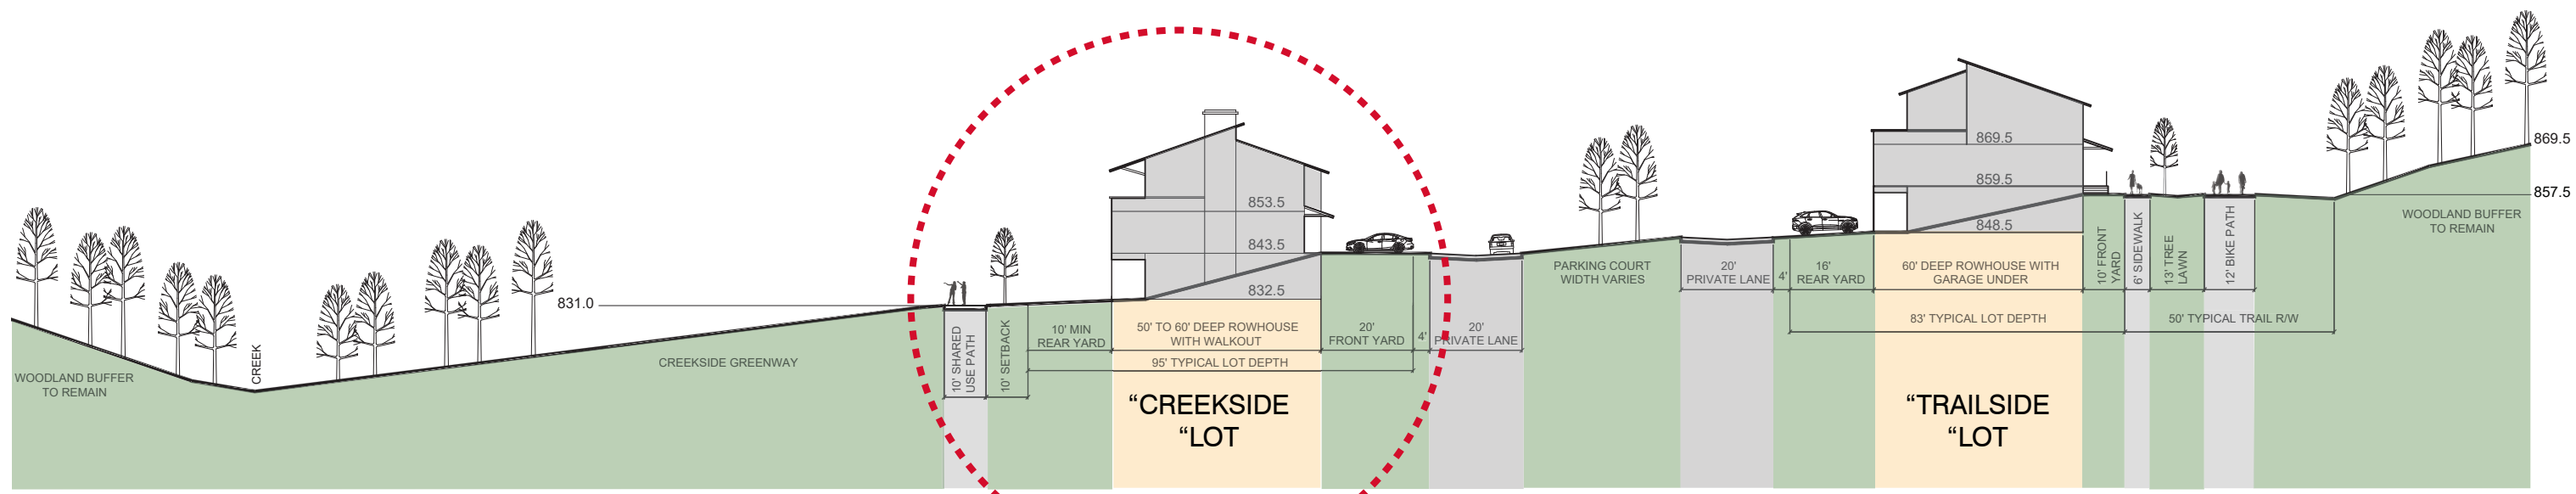 WOODLAND BUFFER
TO REMAIN
CREEK
CREEKSIDE GREENWAY
831.0
10' SHARED
USE PATH
10' SETBACK
10' MIN
REAR YARD
853.5
843.5
832.5
50' TO 60' DEEP ROWHOUSE
WITH WALKOUT
20'
FRONT YARD
4'
20'
PRIVATE LANE
95' TYPICAL LOT DEPTH
“CREEKSIDE
“LOT
PARKING COURT
WIDTH VARIES
20'
PRIVATE LANE
4'
16'
REAR YARD
869.5
859.5
848.5
60' DEEP ROWHOUSE WITH
GARAGE UNDER
10' FRONT
YARD
6' SIDEWALK
13' TREE
LAWN
12' BIKE PATH
83' TYPICAL LOT DEPTH
50' TYPICAL TRAIL R/W
“TRAILSIDE
“LOT
869.5
857.5
WOODLAND BUFFER
TO REMAIN